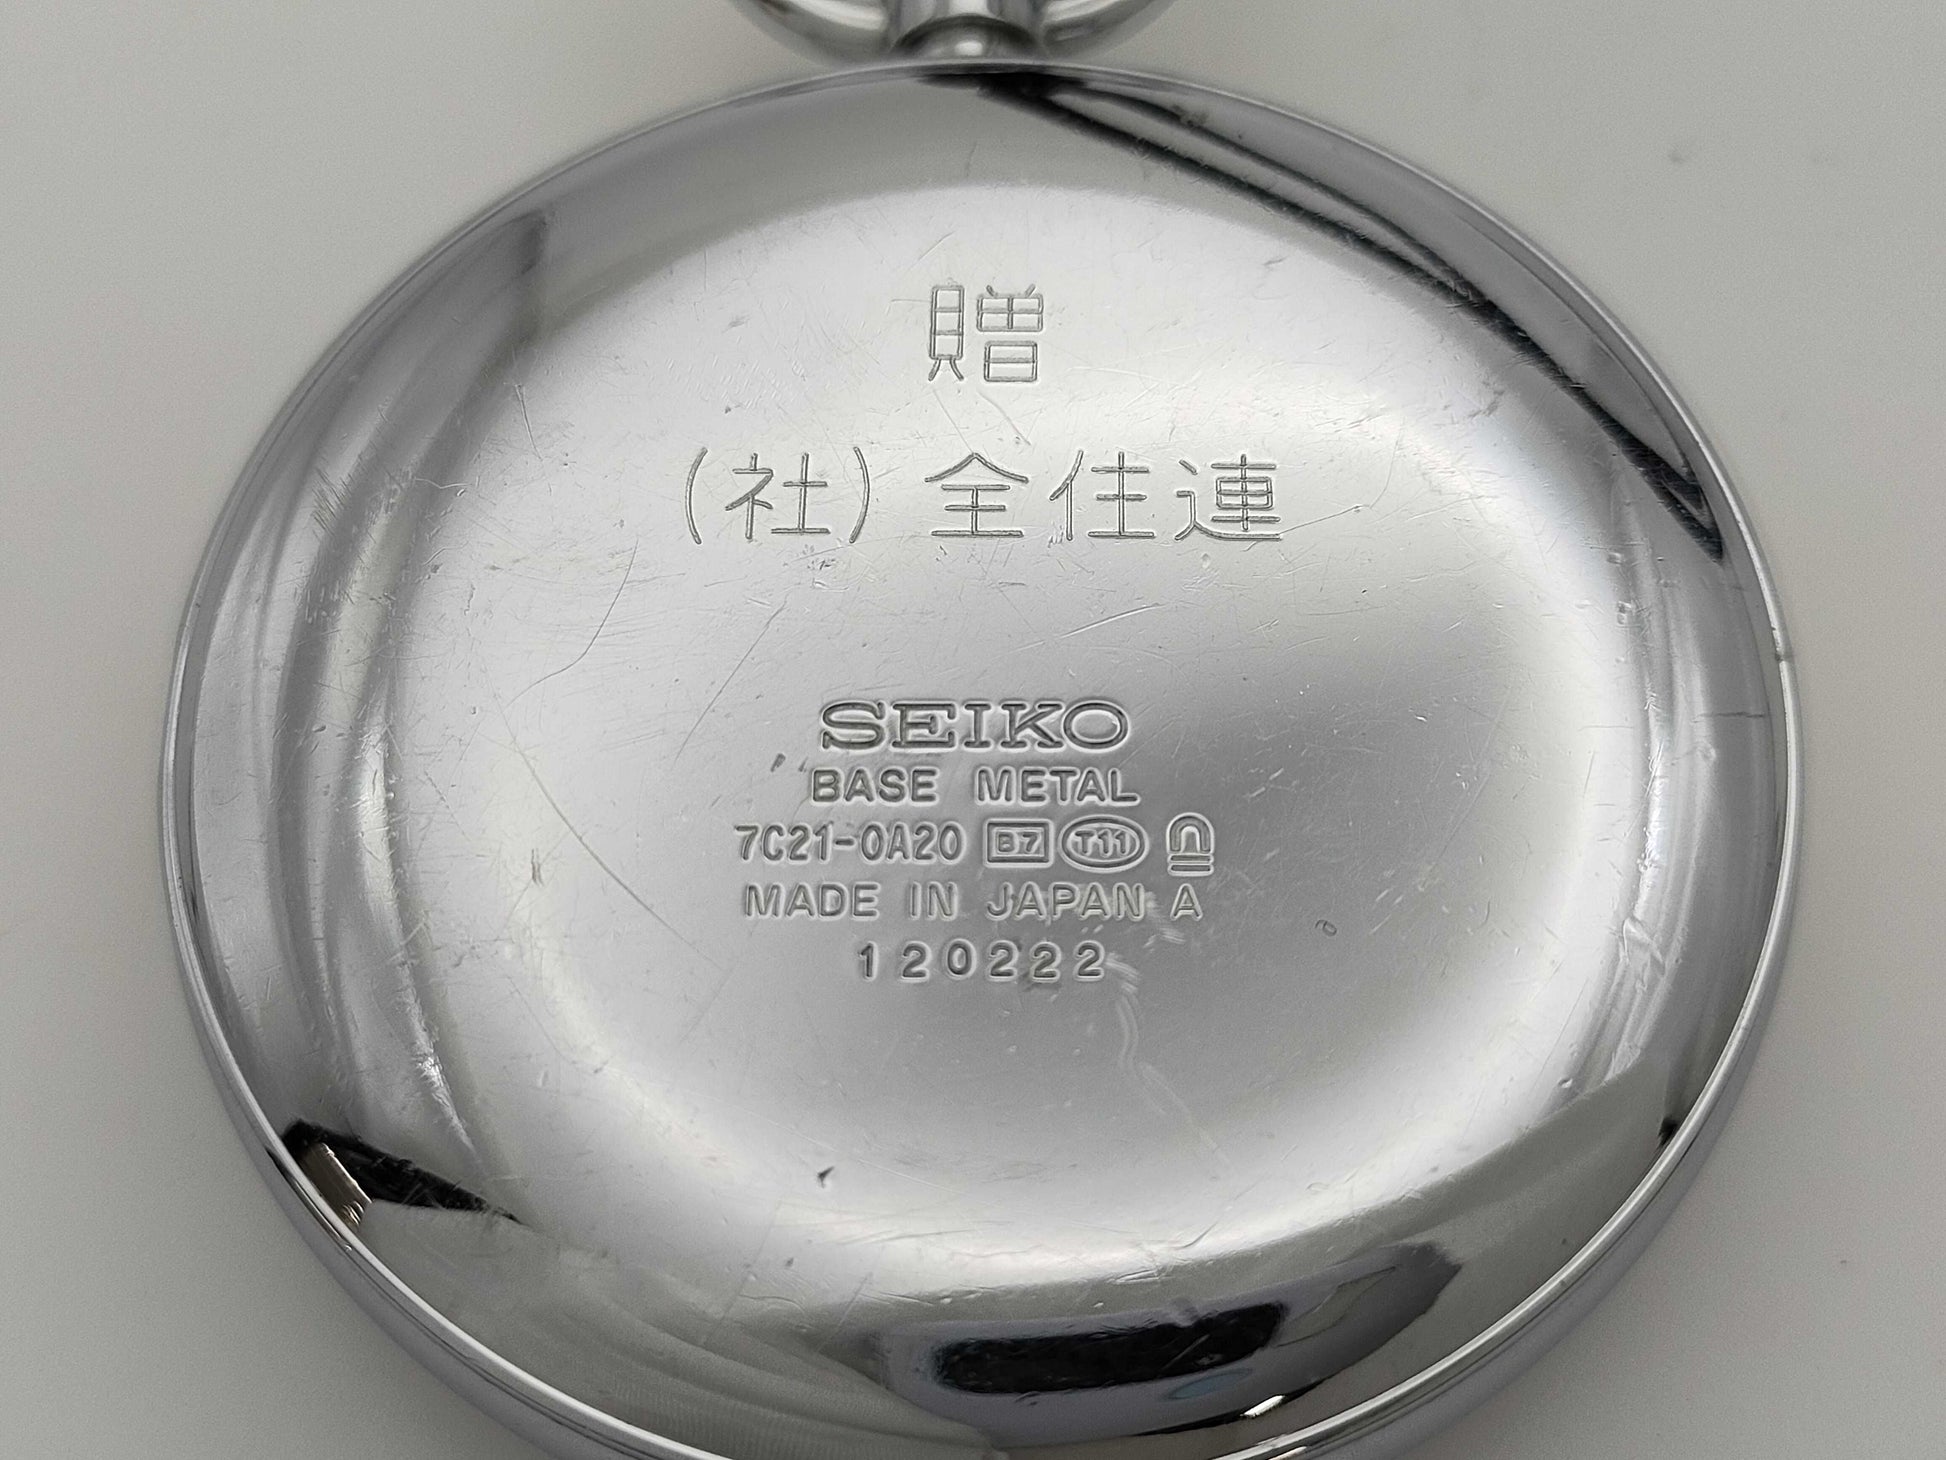 贈
(社)全住連
SEIKO
BASE METAL
7C21-0A20 B7 T11
MADE IN JAPAN A
120222